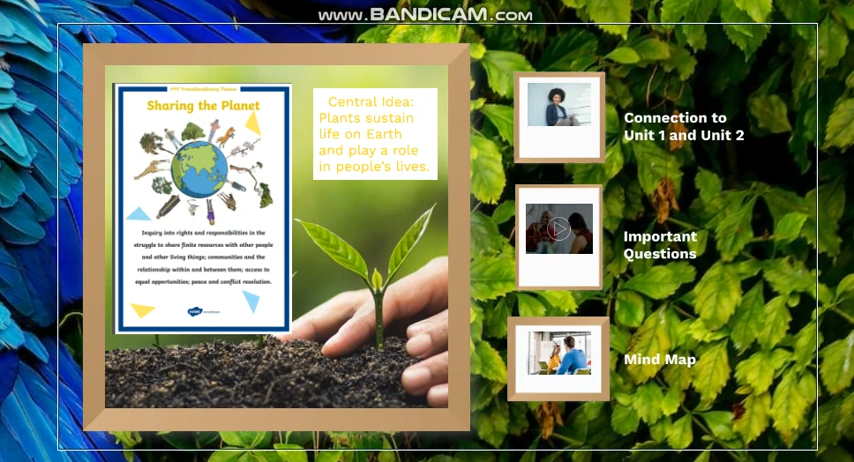 www.BANDICAM.com
PYP Transdisciplinary Theme
Sharing the Planet
Inquiry into rights and responsibilities in the
struggle to share finite resources with other people
and other living things; communities and the
relationship within and between them; access to
equal opportunities; peace and conflict resolution.
Central Idea:
Plants sustain
life on Earth
and play a role
in people's lives.
Connection to
Unit 1 and Unit 2
Important
Questions
Mind Map